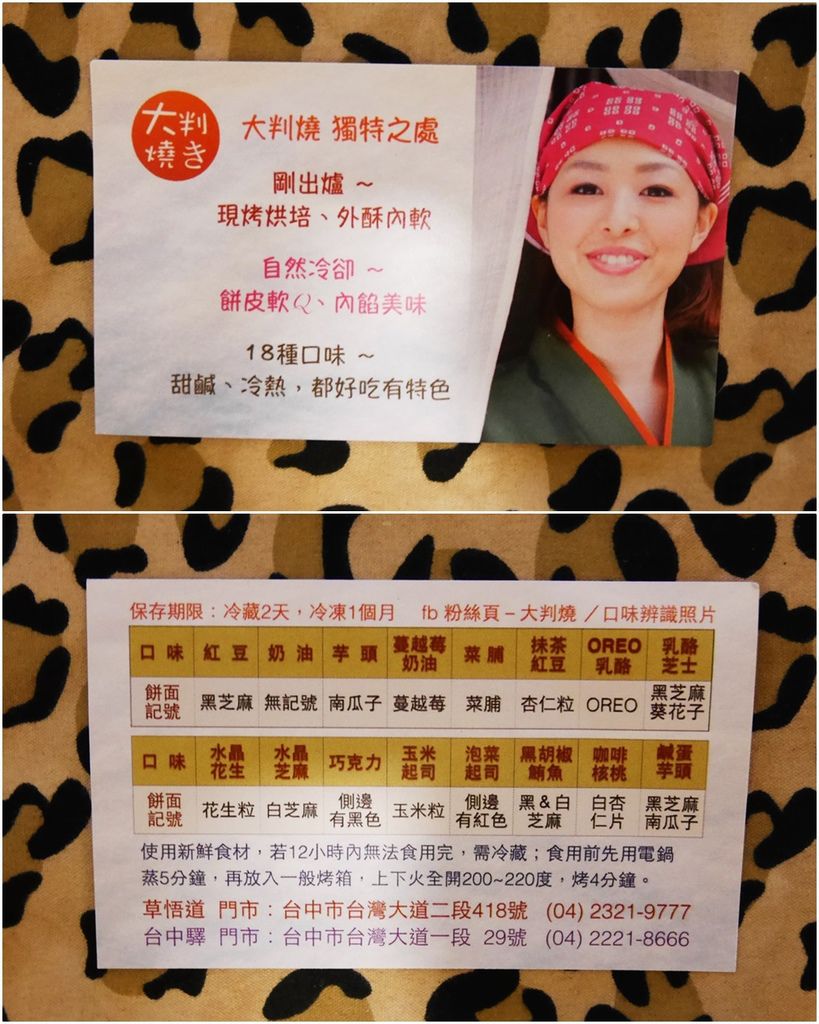 大判
燒き
大判燒 獨特之處
剛出爐 ~
現烤烘培、外酥內軟
自然冷卻 ~
餅皮軟Q、內餡美味
18種口味 ~
甜鹹、冷熱，都好吃有特色
保存期限：冷藏2天，冷凍1個月 fb 粉絲頁－大判燒 ／口味辨識照片
口味 紅豆 奶油 芋頭 蔓越莓奶油 菜脯 抹茶紅豆 OREO乳酪 乳酪芝士
餅面記號 黑芝麻 無記號 南瓜子 蔓越莓 菜脯 杏仁粒 OREO 黑芝麻葵花子
口味 水晶花生 水晶芝麻 巧克力 玉米起司 泡菜起司 黑胡椒鮪魚 咖啡核桃 鹹蛋芋頭
餅面記號 花生粒 白芝麻 側邊有黑色 玉米粒 側邊有紅色 黑&白芝麻 白杏仁片 黑芝麻南瓜子
使用新鮮食材，若12小時內無法食用完，需冷藏；食用前先用電鍋
蒸5分鐘，再放入一般烤箱，上下火全開200~220度，烤4分鐘。
草悟道 門市：台中市台灣大道二段418號 (04) 2321-9777
台中驛 門市：台中市台灣大道一段 29號 (04) 2221-8666